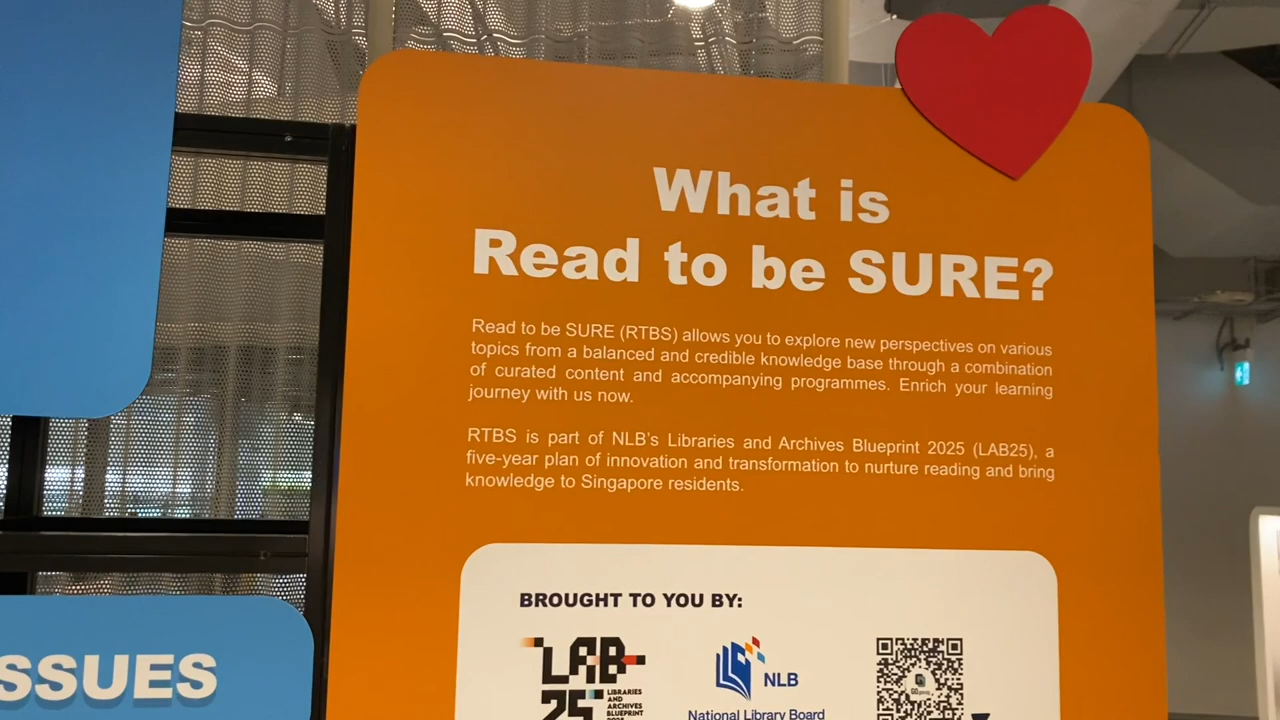 What is
Read to be SURE?
Read to be SURE (RTBS) allows you to explore new perspectives on various
topics from a balanced and credible knowledge base through a combination
of curated content and accompanying programmes. Enrich your learning
journey with us now.
RTBS is part of NLB's Libraries and Archives Blueprint 2025 (LAB25), a
five-year plan of innovation and transformation to nurture reading and bring
knowledge to Singapore residents.
SSUES
BROUGHT TO YOU BY:
LAB
25
LIBRARIES
AND
ARCHIVES
BLUEPRINT
NLB
National Library Board